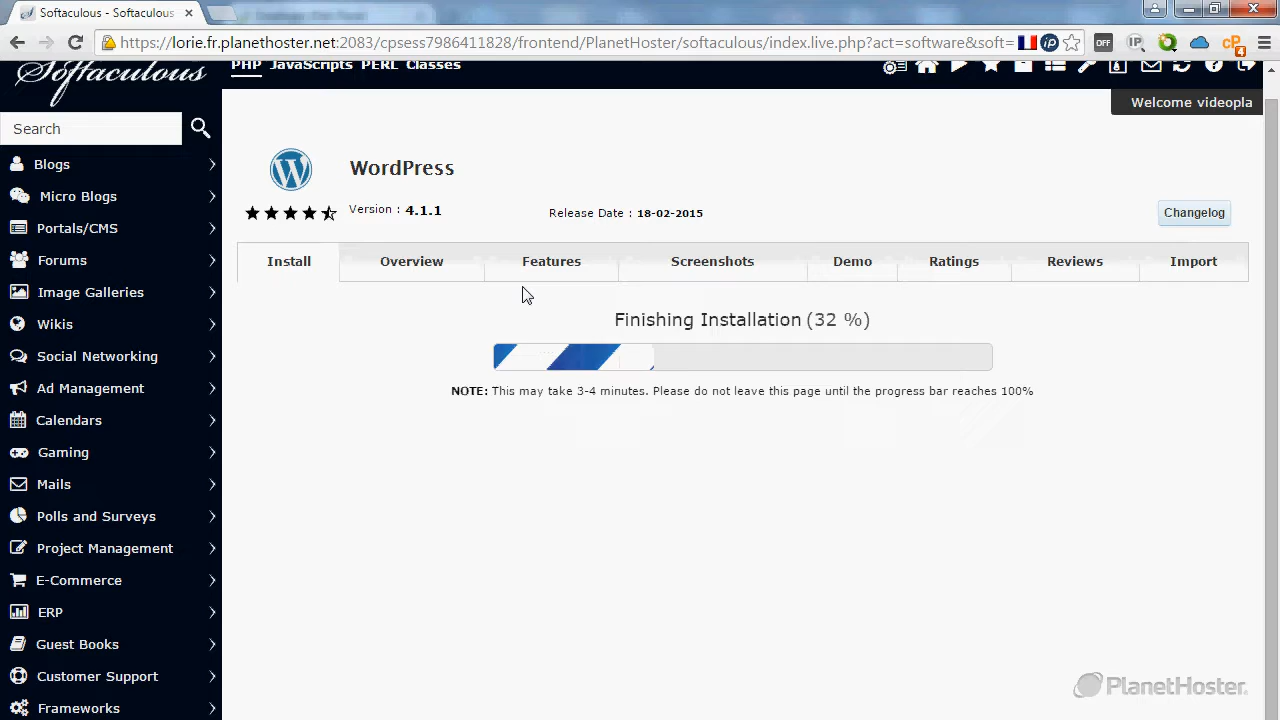 Softaculous - Softaculous
https://lorie.fr.planethoster.net:2083/cpsess7986411828/frontend/PlanetHoster/softaculous/index.live.php?act=software&soft=
OFF
Softaculous
PHP JavaScripts PERL Classes
Welcome videopla
Search
Blogs
Micro Blogs
Portals/CMS
Forums
Image Galleries
Wikis
Social Networking
Ad Management
Calendars
Gaming
Mails
Polls and Surveys
Project Management
E-Commerce
ERP
Guest Books
Customer Support
Frameworks
WordPress
Version : 4.1.1
Release Date : 18-02-2015
Changelog
Install Overview Features Screenshots Demo Ratings Reviews Import
Finishing Installation (32 %)
NOTE: This may take 3-4 minutes. Please do not leave this page until the progress bar reaches 100%
PlanetHoster